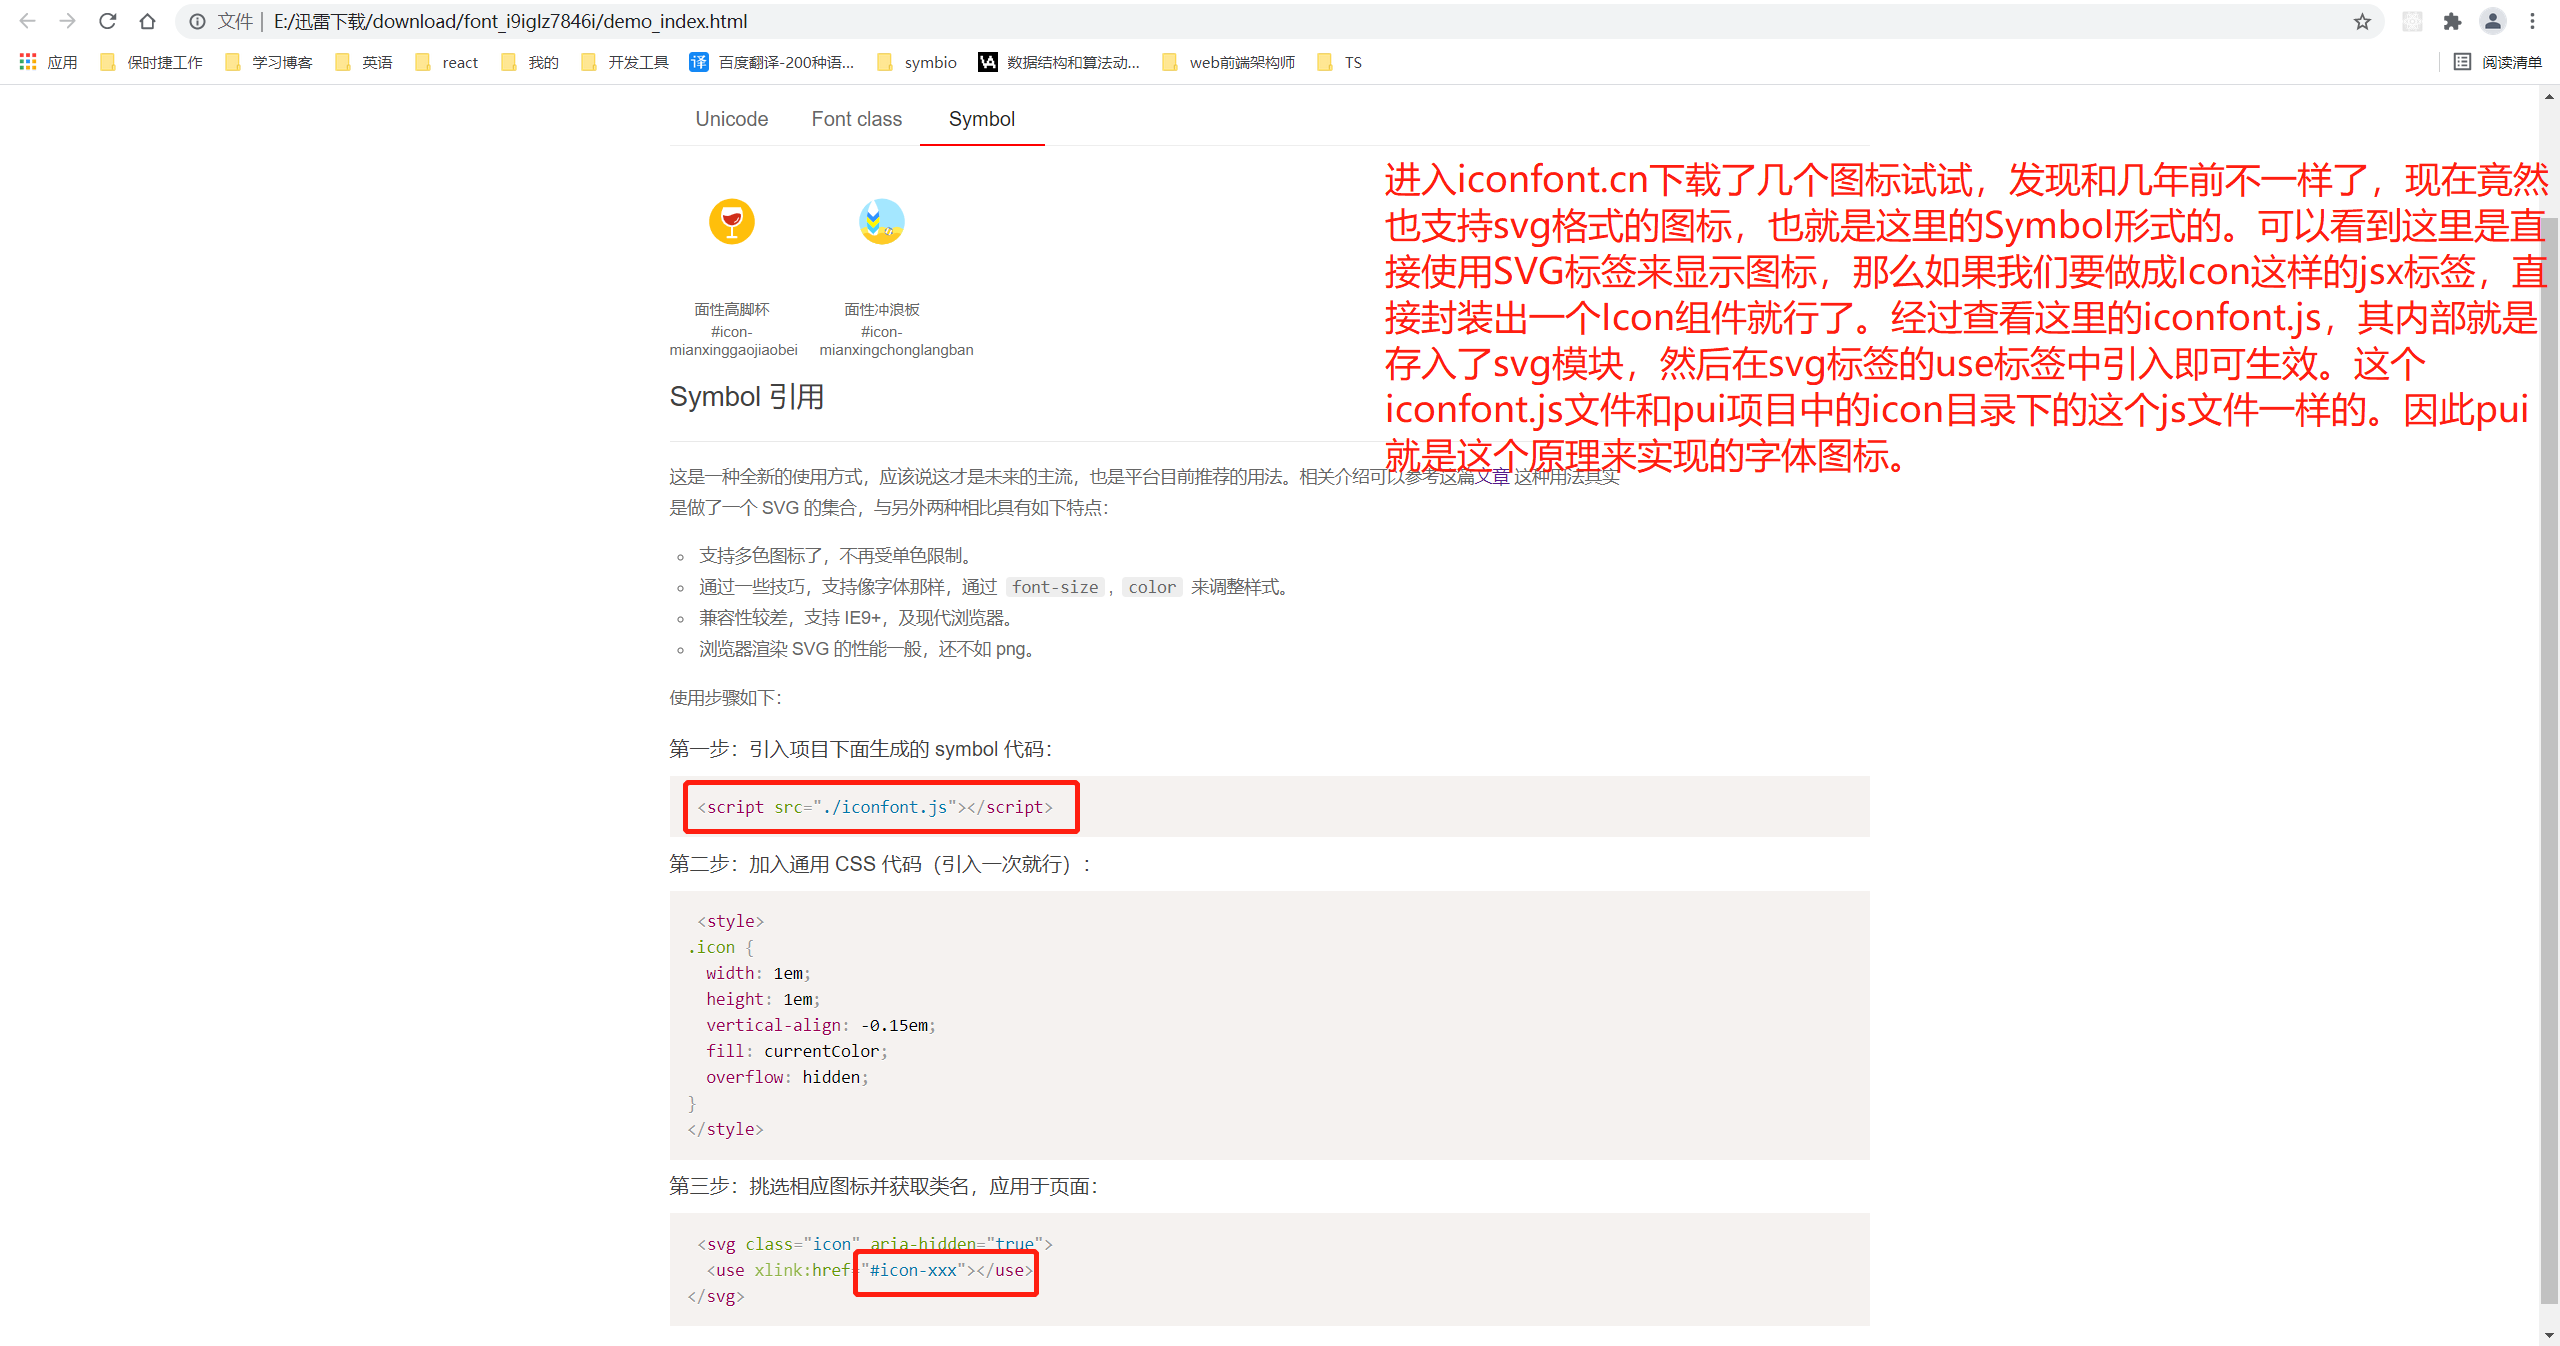 文件 | E:/迅雷下载/download/font_i9iglz7846i/demo_index.html
应用 保时捷工作 学习博客 英语 react 我的 开发工具 译 百度翻译-200种语... symbio 数据结构和算法动... web前端架构师 TS 阅读清单
Unicode Font class Symbol
进入iconfont.cn下载了几个图标试试，发现和几年前不一样了，现在竟然
也支持svg格式的图标，也就是这里的Symbol形式的。可以看到这里是直
接使用SVG标签来显示图标，那么如果我们要做成Icon这样的jsx标签，直
接封装出一个Icon组件就行了。经过查看这里的iconfont.js，其内部就是
存入了svg模块，然后在svg标签的use标签中引入即可生效。这个
iconfont.js文件和pui项目中的icon目录下的这个js文件一样的。因此pui
就是这个原理来实现的字体图标。
面性高脚杯 面性冲浪板
#icon- #icon-
mianxinggaojiaobei mianxingchonglangban
Symbol 引用
这是一种全新的使用方式，应该说这才是未来的主流，也是平台目前推荐的用法。相关介绍可以参考这篇文章 这种用法其实
是做了一个 SVG 的集合，与另外两种相比具有如下特点：
支持多色图标了，不再受单色限制。
通过一些技巧，支持像字体那样，通过 font-size , color 来调整样式。
兼容性较差，支持 IE9+，及现代浏览器。
浏览器渲染 SVG 的性能一般，还不如 png。
使用步骤如下：
第一步：引入项目下面生成的 symbol 代码：
<script src="./iconfont.js"></script>
第二步：加入通用 CSS 代码（引入一次就行）：
<style>
.icon {
width: 1em;
height: 1em;
vertical-align: -0.15em;
fill: currentColor;
overflow: hidden;
}
</style>
第三步：挑选相应图标并获取类名，应用于页面：
<svg class="icon" aria-hidden="true">
<use xlink:href="#icon-xxx"></use>
</svg>